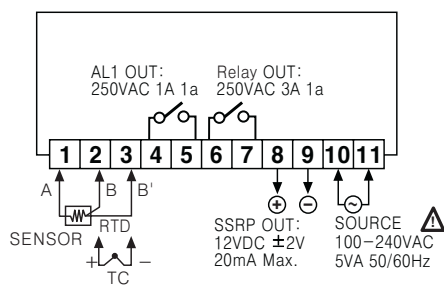 AL1 OUT:
250VAC 1A 1a
Relay OUT:
250VAC 3A 1a
1 2 3 4 5 6 7 8 9 10 11
A B B'
SENSOR RTD
+ −
TC
+ −
SSRP OUT:
12VDC ±2V
20mA Max.
~
SOURCE !
100−240VAC
5VA 50/60Hz